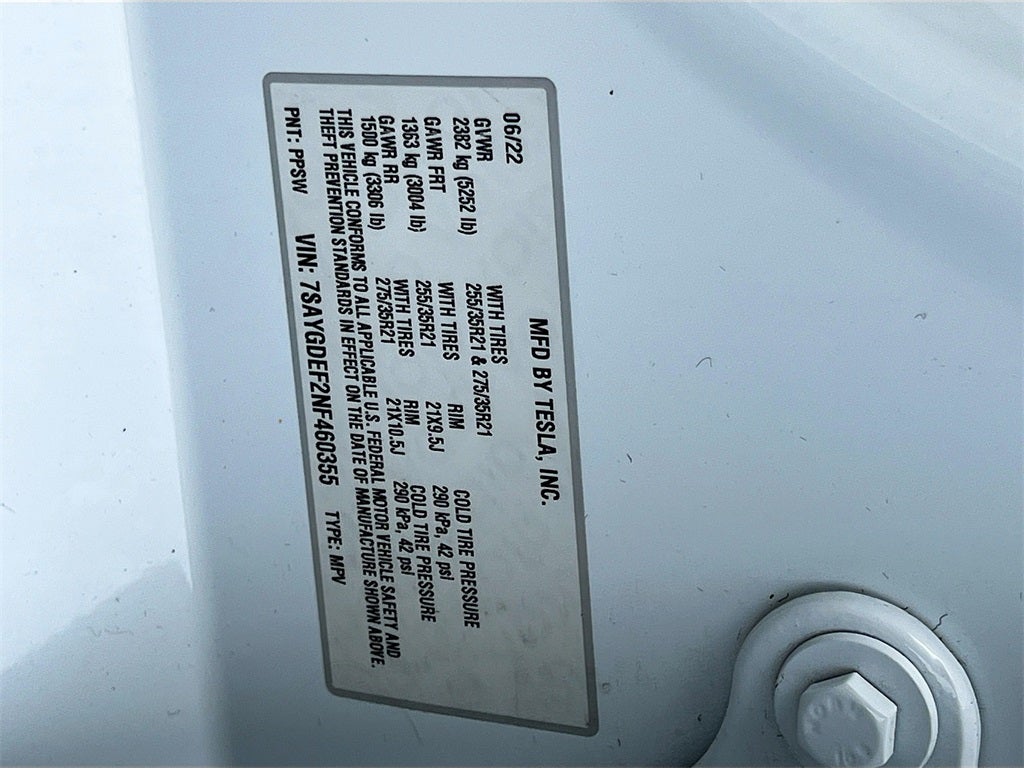 MFD BY TESLA, INC.
06/22
GVWR WITH TIRES
2382 kg (5252 lb) 255/35R21 & 275/35R21
GAWR FRT WITH TIRES RIM COLD TIRE PRESSURE
1363 kg (3004 lb) 255/35R21 21X9.5J 290 kPa, 42 psi
GAWR RR WITH TIRES RIM COLD TIRE PRESSURE
1500 kg (3306 lb) 275/35R21 21X10.5J 290 kPa, 42 psi
THIS VEHICLE CONFORMS TO ALL APPLICABLE U.S. FEDERAL MOTOR VEHICLE SAFETY AND
THEFT PREVENTION STANDARDS IN EFFECT ON THE DATE OF MANUFACTURE SHOWN ABOVE.
PNT: PPSW VIN: 7SAYGDEF2NF460355 TYPE: MPV